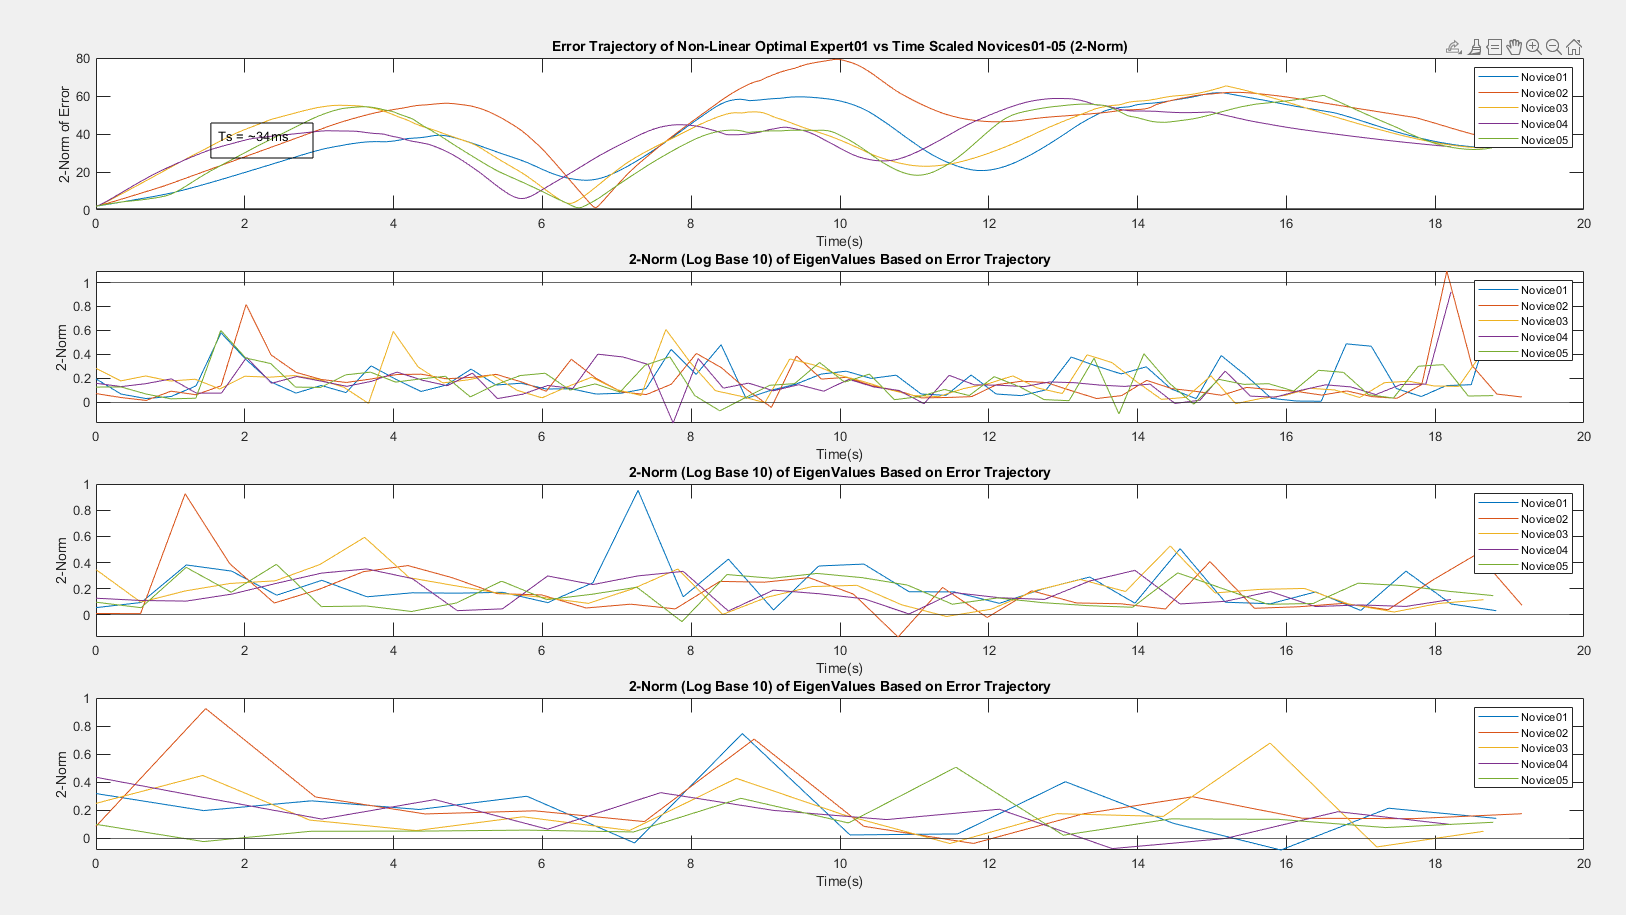 Error Trajectory of Non-Linear Optimal Expert01 vs Time Scaled Novices01-05 (2-Norm)
2-Norm of Error
80
60
40
20
0
Ts = ~34ms
Novice01
Novice02
Novice03
Novice04
Novice05
0 2 4 6 8 10 12 14 16 18 20
Time(s)
2-Norm (Log Base 10) of EigenValues Based on Error Trajectory
2-Norm
1
0.8
0.6
0.4
0.2
0
Novice01
Novice02
Novice03
Novice04
Novice05
0 2 4 6 8 10 12 14 16 18 20
Time(s)
2-Norm (Log Base 10) of EigenValues Based on Error Trajectory
2-Norm
1
0.8
0.6
0.4
0.2
0
Novice01
Novice02
Novice03
Novice04
Novice05
0 2 4 6 8 10 12 14 16 18 20
Time(s)
2-Norm (Log Base 10) of EigenValues Based on Error Trajectory
2-Norm
1
0.8
0.6
0.4
0.2
0
Novice01
Novice02
Novice03
Novice04
Novice05
0 2 4 6 8 10 12 14 16 18 20
Time(s)